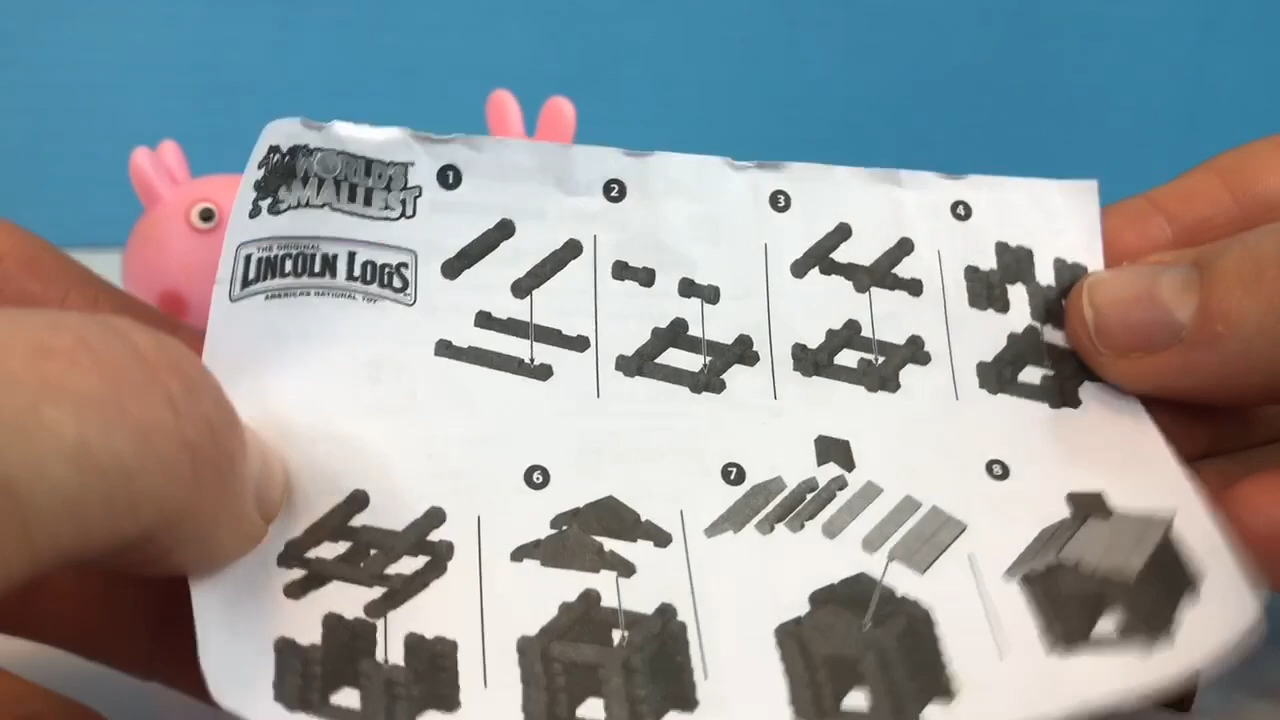 WORLD'S
SMALLEST
THE ORIGINAL
LINCOLN LOGS
AMERICA'S NATIONAL TOY
1
2
3
4
6
7
8